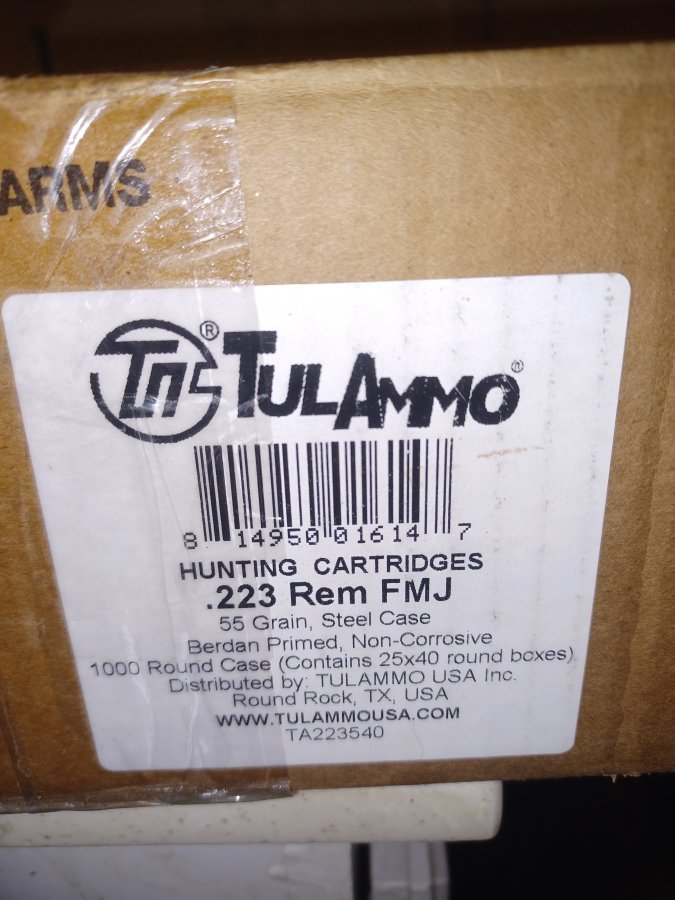 ARMS
TULAMMO
8 14950 01614 7
HUNTING CARTRIDGES
.223 Rem FMJ
55 Grain, Steel Case
Berdan Primed, Non-Corrosive
1000 Round Case (Contains 25x40 round boxes)
Distributed by: TULAMMO USA Inc.
Round Rock, TX, USA
WWW.TULAMMOUSA.COM
TA223540